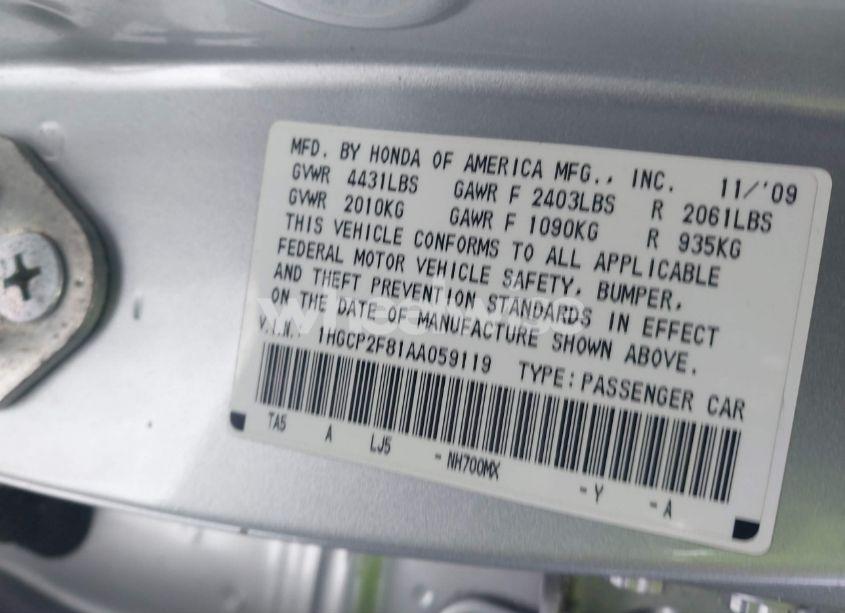 MFD. BY HONDA OF AMERICA MFG., INC. 11/'09
GVWR 4431LBS GAWR F 2403LBS R 2061LBS
GVWR 2010KG GAWR F 1090KG R 935KG
THIS VEHICLE CONFORMS TO ALL APPLICABLE
FEDERAL MOTOR VEHICLE SAFETY, BUMPER,
AND THEFT PREVENTION STANDARDS IN EFFECT
ON THE DATE OF MANUFACTURE SHOWN ABOVE.
V.I.N. 1HGCP2F81AA059119 TYPE:PASSENGER CAR
TA5 A LJ5 -NH700MX -Y -A